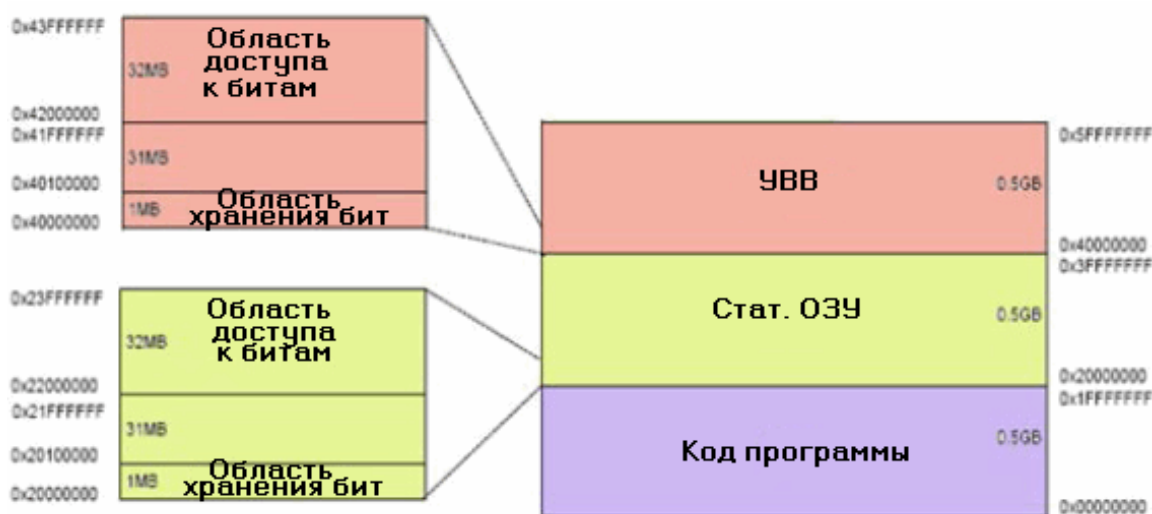 0x43FFFFFF
Область
доступа
к битам
32MB
0x42000000
0x41FFFFFF
31MB
0x40100000
Область
хранения бит
1MB
0x40000000
0x23FFFFFF
Область
доступа
к битам
32MB
0x22000000
0x21FFFFFF
31MB
0x20100000
Область
хранения бит
1MB
0x20000000
0x5FFFFFFF
УВВ
0.5GB
0x40000000
0x3FFFFFFF
Стат. ОЗУ
0.5GB
0x20000000
0x1FFFFFFF
Код программы
0.5GB
0x00000000